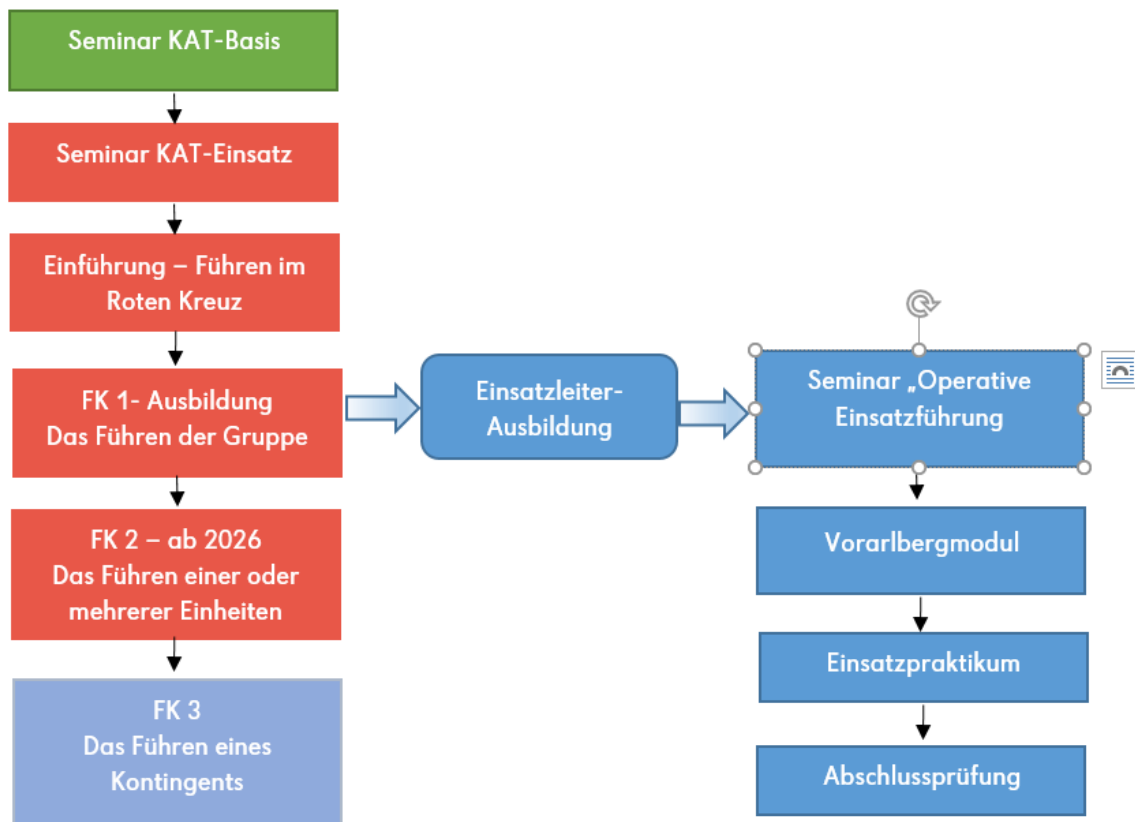 Seminar KAT-Basis
Seminar KAT-Einsatz
Einführung – Führen im
Roten Kreuz
FK 1- Ausbildung
Das Führen der Gruppe
FK 2 – ab 2026
Das Führen einer oder
mehrerer Einheiten
FK 3
Das Führen eines
Kontingents
Einsatzleiter-
Ausbildung
Seminar „Operative
Einsatzführung
Vorarlbergmodul
Einsatzpraktikum
Abschlussprüfung